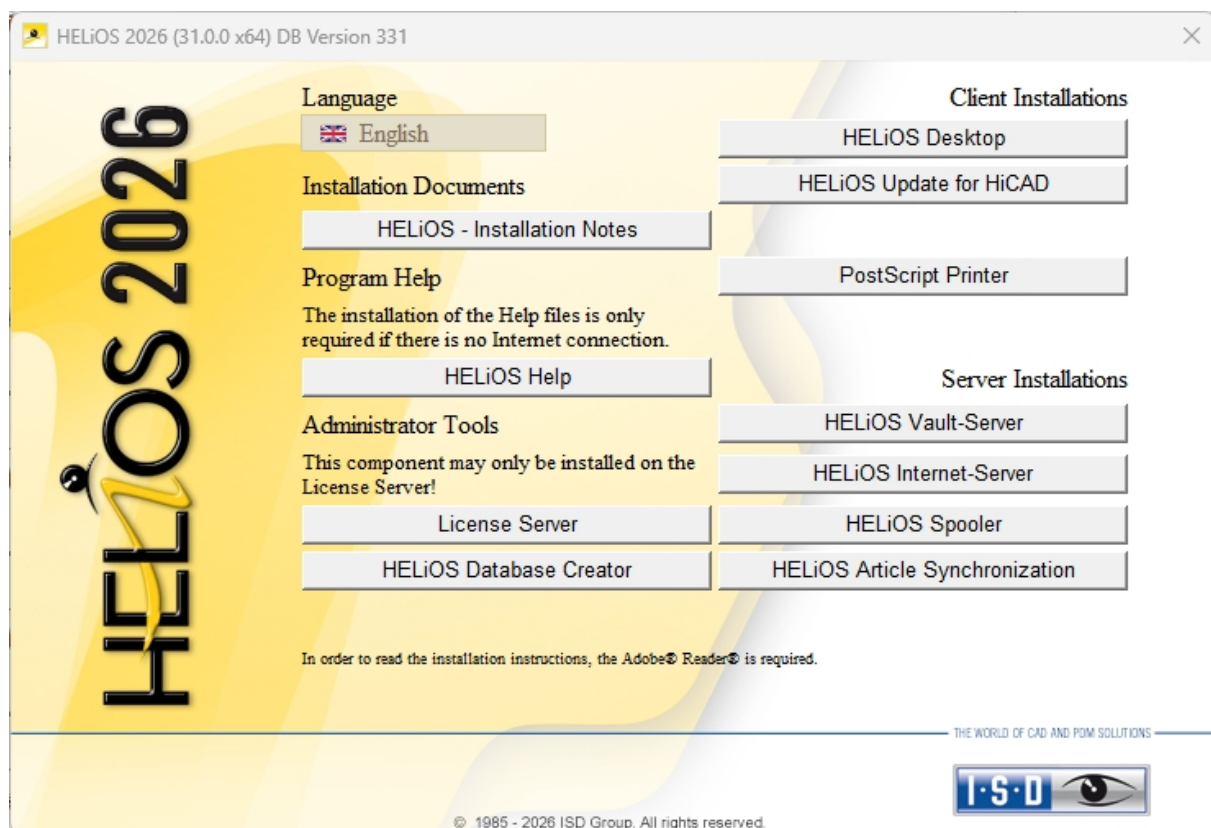 HELiOS 2026 (31.0.0 x64) DB Version 331
HELiOS 2026
Language
English
Installation Documents
HELiOS - Installation Notes
Program Help
The installation of the Help files is only
required if there is no Internet connection.
HELiOS Help
Administrator Tools
This component may only be installed on the
License Server!
License Server
HELiOS Database Creator
Client Installations
HELiOS Desktop
HELiOS Update for HiCAD
PostScript Printer
Server Installations
HELiOS Vault-Server
HELiOS Internet-Server
HELiOS Spooler
HELiOS Article Synchronization
In order to read the installation instructions, the Adobe® Reader® is required.
THE WORLD OF CAD AND PDM SOLUTIONS
I·S·D
© 1985 - 2026 ISD Group. All rights reserved.